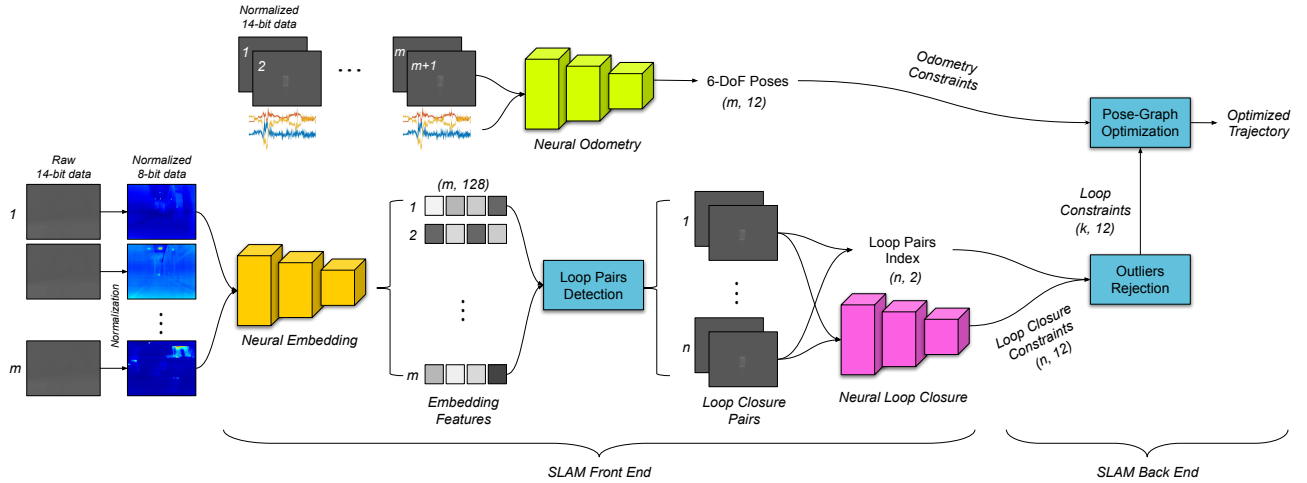 Normalized
14-bit data
1
2
...
m
m+1
Neural Odometry
6-DoF Poses
(m, 12)
Odometry
Constraints
Pose-Graph
Optimization
Optimized
Trajectory
Raw
14-bit data
Normalized
8-bit data
1
m
Normalization
Neural Embedding
(m, 128)
1
2
m
Embedding
Features
Loop Pairs
Detection
1
n
Loop Closure
Pairs
Loop Pairs
Index
(n, 2)
Neural Loop Closure
Loop Closure
Constraints
(n, 12)
Loop
Constraints
(k, 12)
Outliers
Rejection
SLAM Front End
SLAM Back End